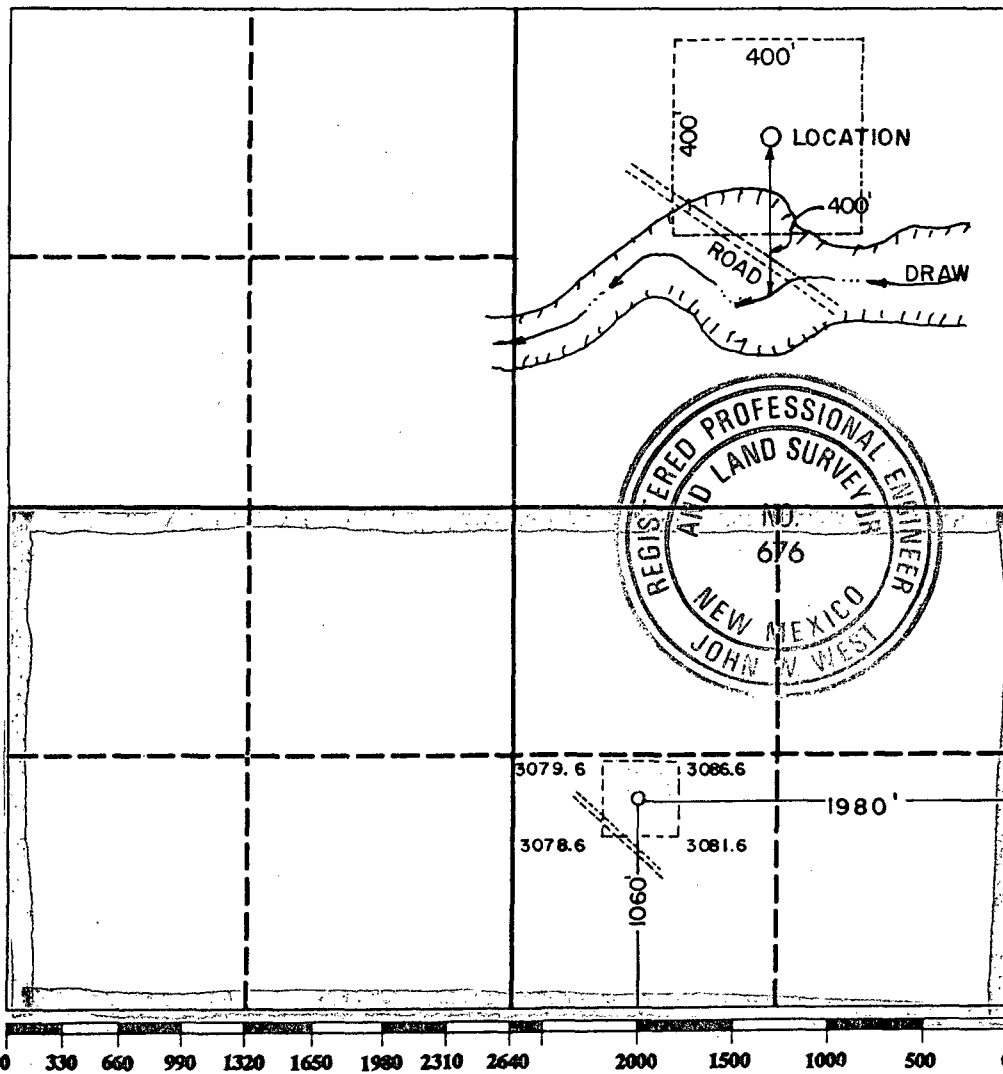 400'
400'
LOCATION
400'
ROAD
DRAW
REGISTERED PROFESSIONAL ENGINEER
AND LAND SURVEYOR
NO.
676
NEW MEXICO
JOHN W. WEST
3079.6 3086.6
1980'
3078.6 3081.6
1060'
0 330 660 990 1320 1650 1980 2310 2640 2000 1500 1000 500